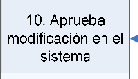 10. Aprueba
modificación en el
sistema